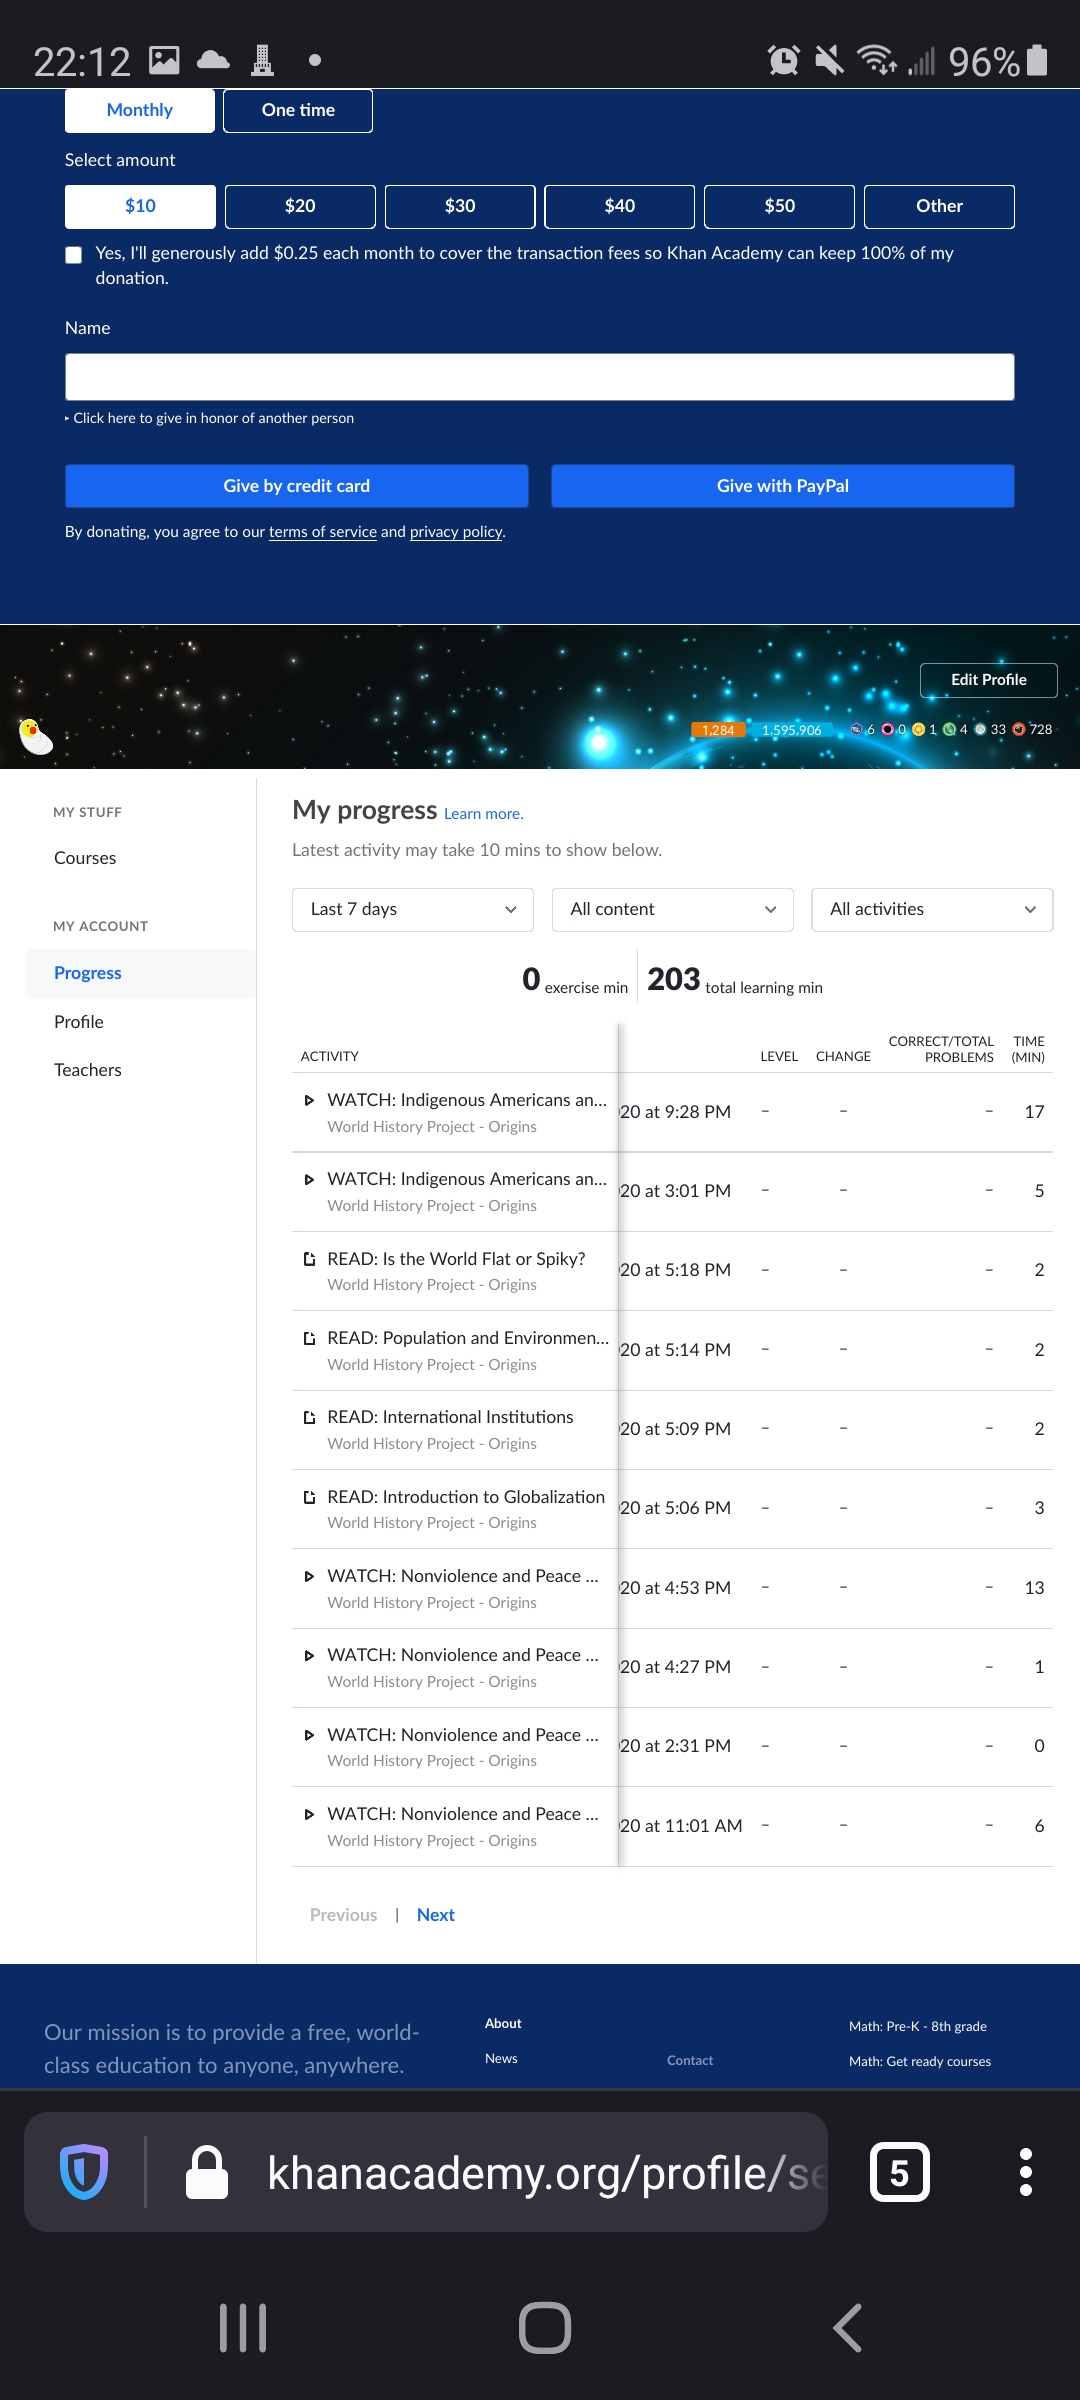 22:12
96%
Monthly
One time
Select amount
$10
$20
$30
$40
$50
Other
Yes, I'll generously add $0.25 each month to cover the transaction fees so Khan Academy can keep 100% of my
donation.
Name
Click here to give in honor of another person
Give by credit card
Give with PayPal
By donating, you agree to our terms of service and privacy policy.
Edit Profile
1,284 1,595,906 6 0 1 4 33 728
MY STUFF
Courses
MY ACCOUNT
Progress
Profile
Teachers
My progress Learn more.
Latest activity may take 10 mins to show below.
Last 7 days
All content
All activities
0 exercise min
203 total learning min
ACTIVITY LEVEL CHANGE CORRECT/TOTAL PROBLEMS TIME (MIN)
WATCH: Indigenous Americans an... 20 at 9:28 PM – – – 17
World History Project - Origins
WATCH: Indigenous Americans an... 20 at 3:01 PM – – – 5
World History Project - Origins
READ: Is the World Flat or Spiky? 20 at 5:18 PM – – – 2
World History Project - Origins
READ: Population and Environmen... 20 at 5:14 PM – – – 2
World History Project - Origins
READ: International Institutions 20 at 5:09 PM – – – 2
World History Project - Origins
READ: Introduction to Globalization 20 at 5:06 PM – – – 3
World History Project - Origins
WATCH: Nonviolence and Peace ... 20 at 4:53 PM – – – 13
World History Project - Origins
WATCH: Nonviolence and Peace ... 20 at 4:27 PM – – – 1
World History Project - Origins
WATCH: Nonviolence and Peace ... 20 at 2:31 PM – – – 0
World History Project - Origins
WATCH: Nonviolence and Peace ... 20 at 11:01 AM – – – 6
World History Project - Origins
Previous | Next
Our mission is to provide a free, world-
class education to anyone, anywhere.
About
News
Contact
Math: Pre-K - 8th grade
Math: Get ready courses
khanacademy.org/profile/se
5